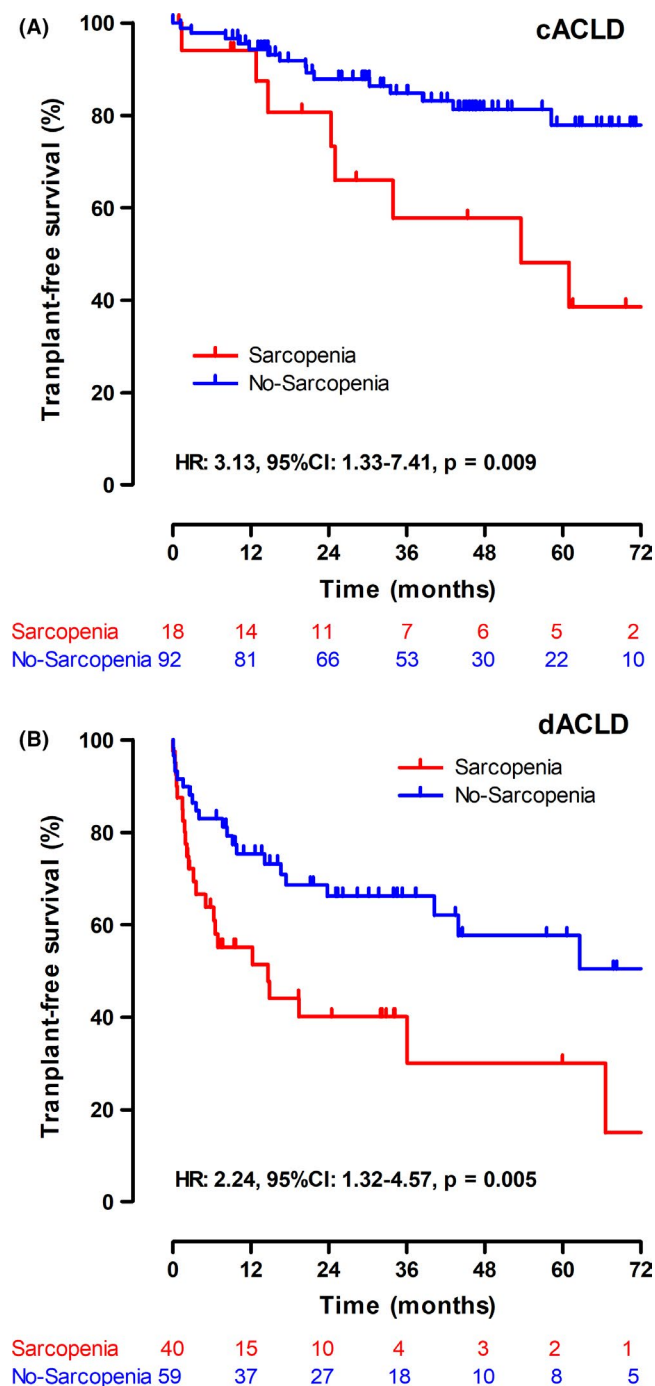 (A)
cACLD
100
80
60
40
20
0
Tranplant-free survival (%)
Sarcopenia
No-Sarcopenia
HR: 3.13, 95%CI: 1.33-7.41, p = 0.009
0 12 24 36 48 60 72
Time (months)
Sarcopenia 18 14 11 7 6 5 2
No-Sarcopenia 92 81 66 53 30 22 10
(B)
dACLD
100
80
60
40
20
0
Tranplant-free survival (%)
Sarcopenia
No-Sarcopenia
HR: 2.24, 95%CI: 1.32-4.57, p = 0.005
0 12 24 36 48 60 72
Time (months)
Sarcopenia 40 15 10 4 3 2 1
No-Sarcopenia 59 37 27 18 10 8 5